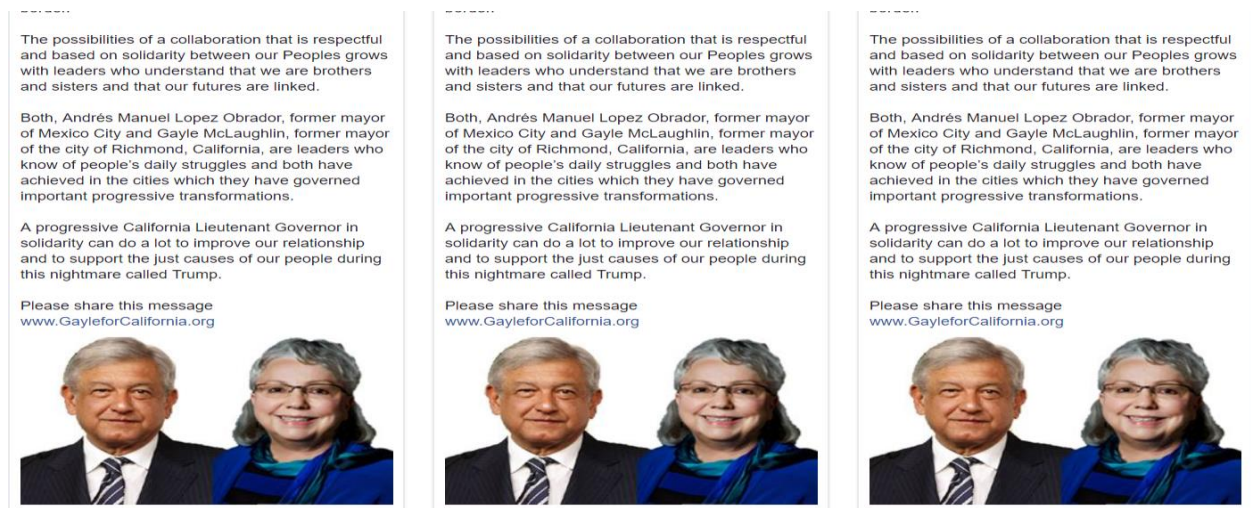 The possibilities of a collaboration that is respectful
and based on solidarity between our Peoples grows
with leaders who understand that we are brothers
and sisters and that our futures are linked.
Both, Andrés Manuel Lopez Obrador, former mayor
of Mexico City and Gayle McLaughlin, former mayor
of the city of Richmond, California, are leaders who
know of people's daily struggles and both have
achieved in the cities which they have governed
important progressive transformations.
A progressive California Lieutenant Governor in
solidarity can do a lot to improve our relationship
and to support the just causes of our people during
this nightmare called Trump.
Please share this message
www.GayleforCalifornia.org
The possibilities of a collaboration that is respectful
and based on solidarity between our Peoples grows
with leaders who understand that we are brothers
and sisters and that our futures are linked.
Both, Andrés Manuel Lopez Obrador, former mayor
of Mexico City and Gayle McLaughlin, former mayor
of the city of Richmond, California, are leaders who
know of people's daily struggles and both have
achieved in the cities which they have governed
important progressive transformations.
A progressive California Lieutenant Governor in
solidarity can do a lot to improve our relationship
and to support the just causes of our people during
this nightmare called Trump.
Please share this message
www.GayleforCalifornia.org
The possibilities of a collaboration that is respectful
and based on solidarity between our Peoples grows
with leaders who understand that we are brothers
and sisters and that our futures are linked.
Both, Andrés Manuel Lopez Obrador, former mayor
of Mexico City and Gayle McLaughlin, former mayor
of the city of Richmond, California, are leaders who
know of people's daily struggles and both have
achieved in the cities which they have governed
important progressive transformations.
A progressive California Lieutenant Governor in
solidarity can do a lot to improve our relationship
and to support the just causes of our people during
this nightmare called Trump.
Please share this message
www.GayleforCalifornia.org